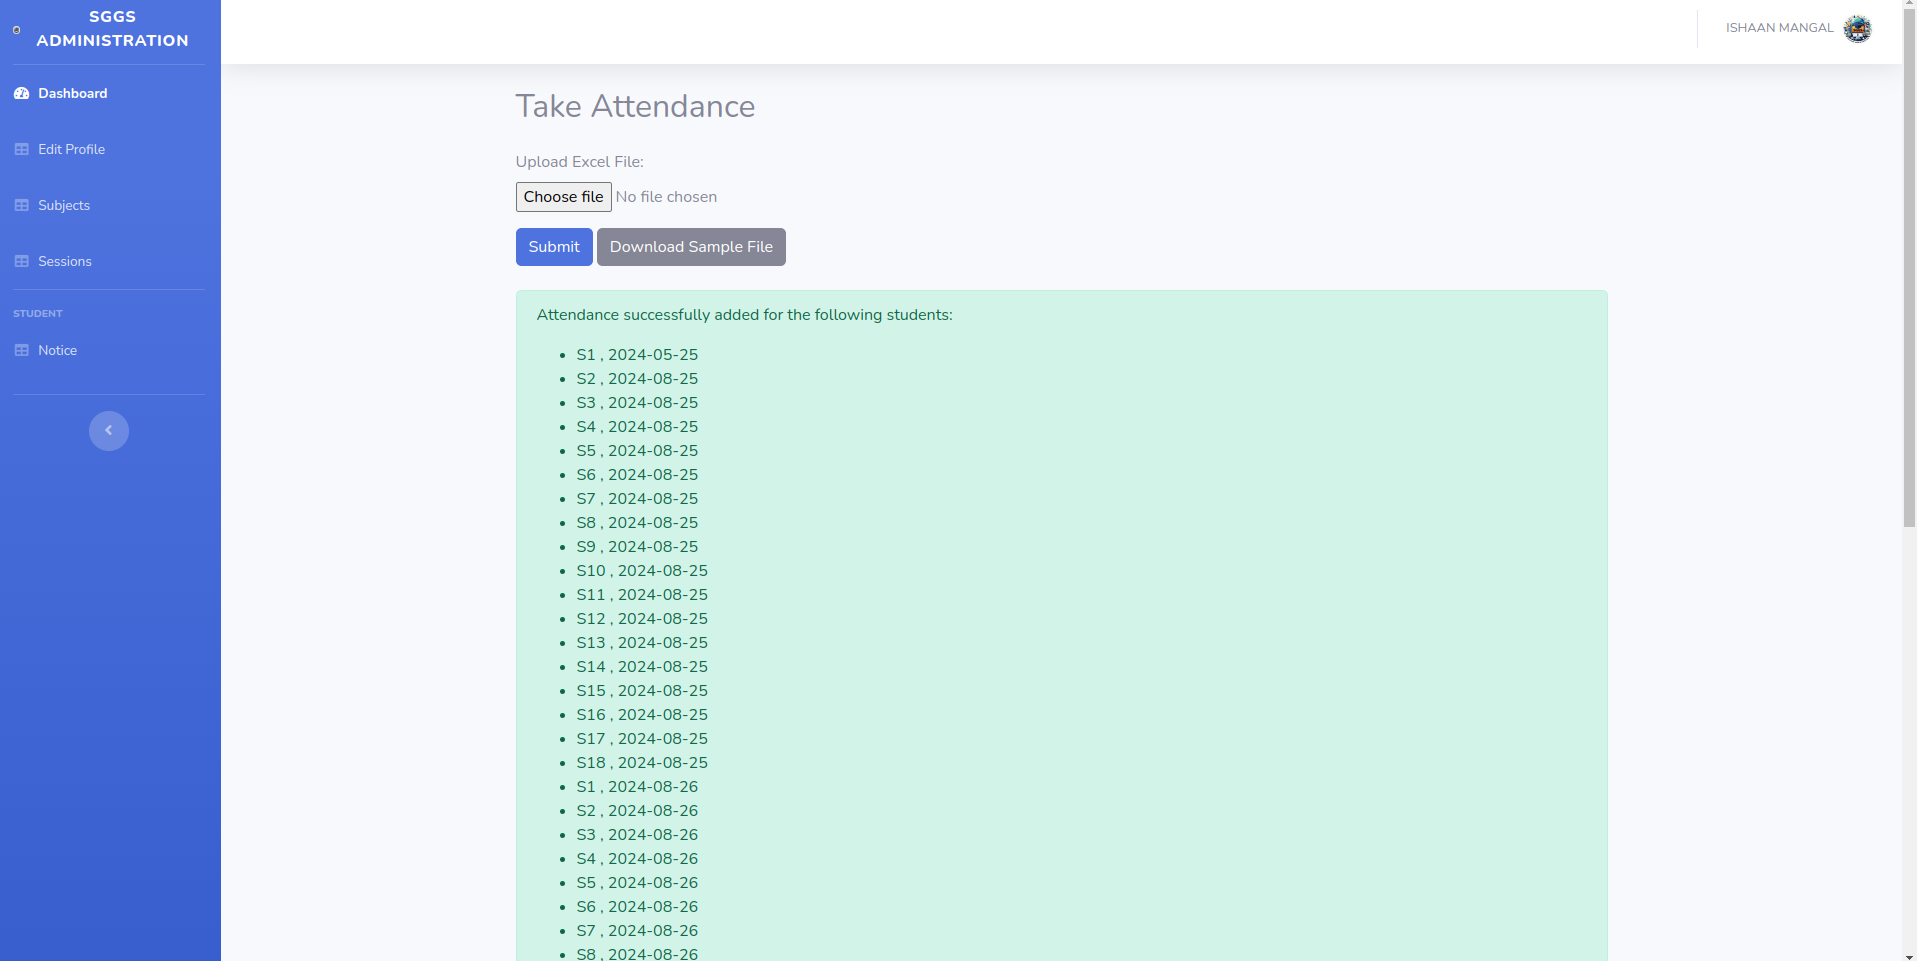 SGGS
ADMINISTRATION
Dashboard
Edit Profile
Subjects
Sessions
STUDENT
Notice
ISHAAN MANGAL
Take Attendance
Upload Excel File:
Choose file No file chosen
Submit Download Sample File
Attendance successfully added for the following students:
S1 , 2024-05-25
S2 , 2024-08-25
S3 , 2024-08-25
S4 , 2024-08-25
S5 , 2024-08-25
S6 , 2024-08-25
S7 , 2024-08-25
S8 , 2024-08-25
S9 , 2024-08-25
S10 , 2024-08-25
S11 , 2024-08-25
S12 , 2024-08-25
S13 , 2024-08-25
S14 , 2024-08-25
S15 , 2024-08-25
S16 , 2024-08-25
S17 , 2024-08-25
S18 , 2024-08-25
S1 , 2024-08-26
S2 , 2024-08-26
S3 , 2024-08-26
S4 , 2024-08-26
S5 , 2024-08-26
S6 , 2024-08-26
S7 , 2024-08-26
S8 , 2024-08-26